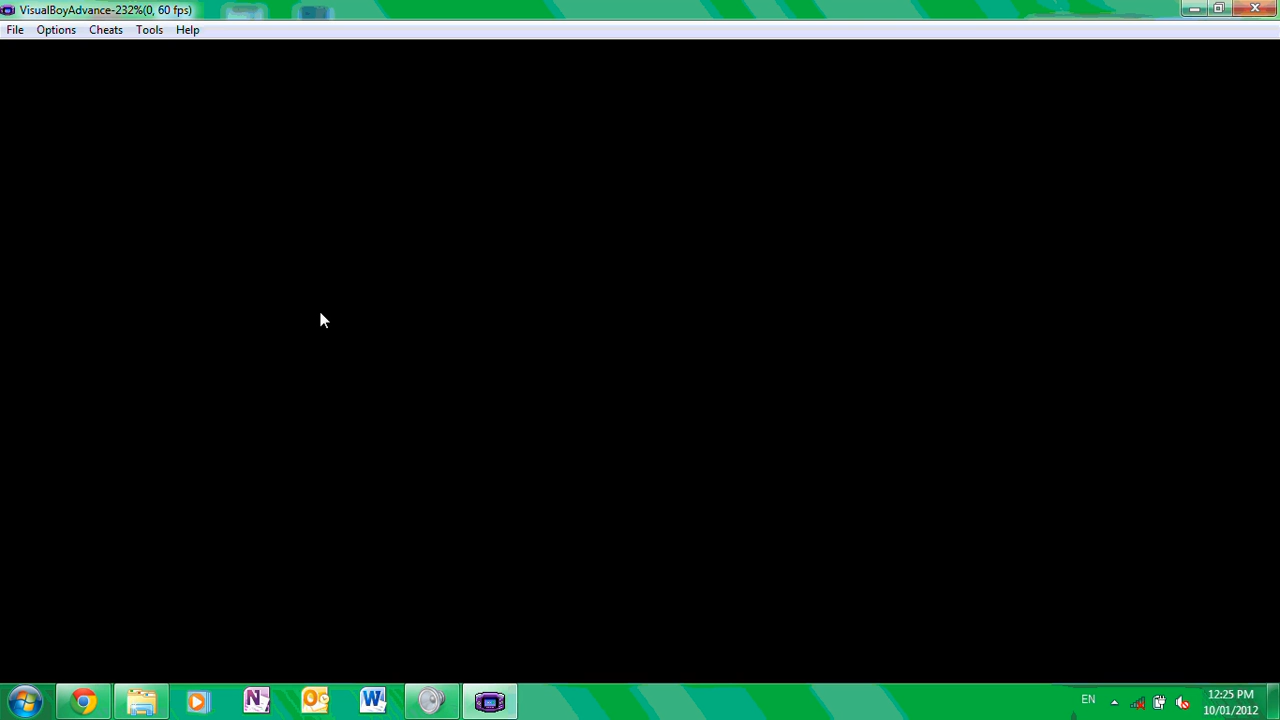 VisualBoyAdvance-232%(0, 60 fps)
File Options Cheats Tools Help
EN
12:25 PM
10/01/2012